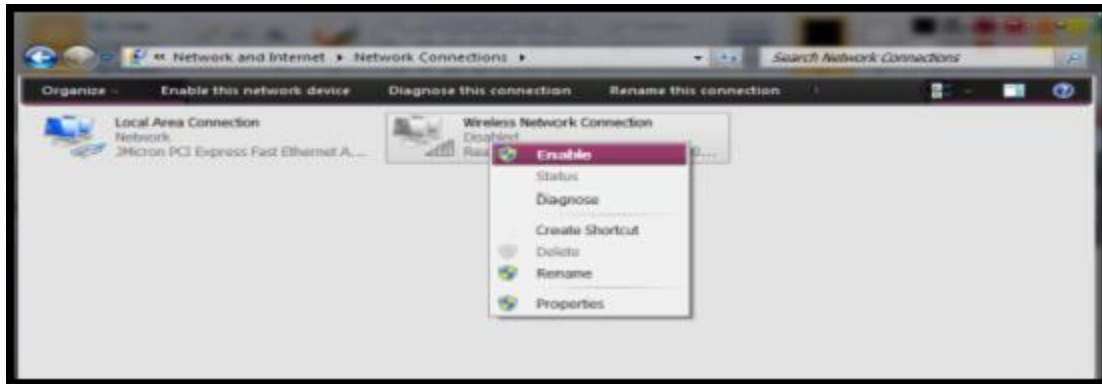 « Network and Internet ▸ Network Connections ▸
Search Network Connections
Organize Enable this network device Diagnose this connection Rename this connection
Local Area Connection
Network
JMicron PCI Express Fast Ethernet A...
Wireless Network Connection
Disabled
Enable
Status
Diagnose
Create Shortcut
Delete
Rename
Properties